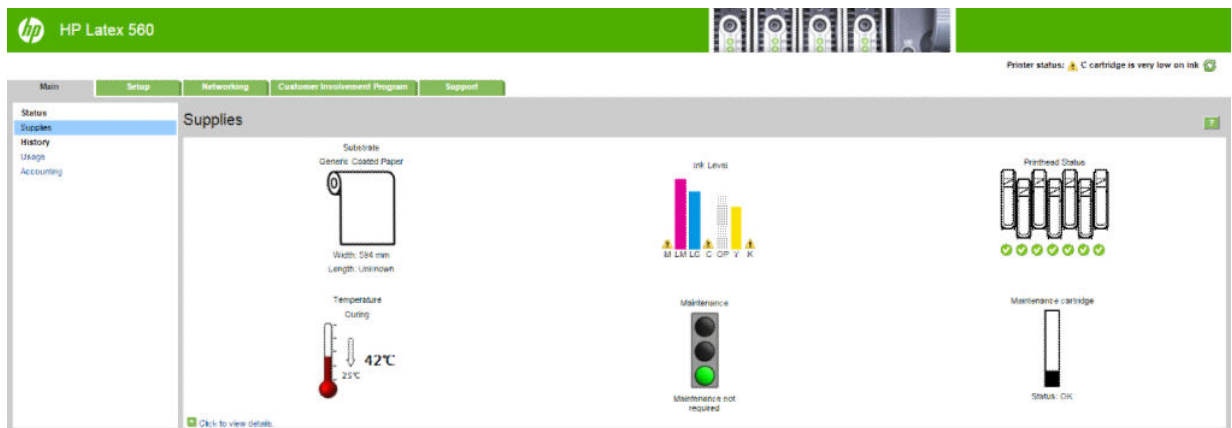 hp HP Latex 560
Printer status: C cartridge is very low on ink
Main Setup Networking Customer Involvement Program Support
Status
Supplies
History
Usage
Accounting
Supplies
?
Substrate
Generic Coated Paper
Width: 594 mm
Length: Unknown
Ink Level
M LM LC C OP Y K
Printhead Status
Temperature
Curing
42℃
25℃
Maintenance
Maintenance not
required
Maintenance cartridge
Status: OK
Click to view details.